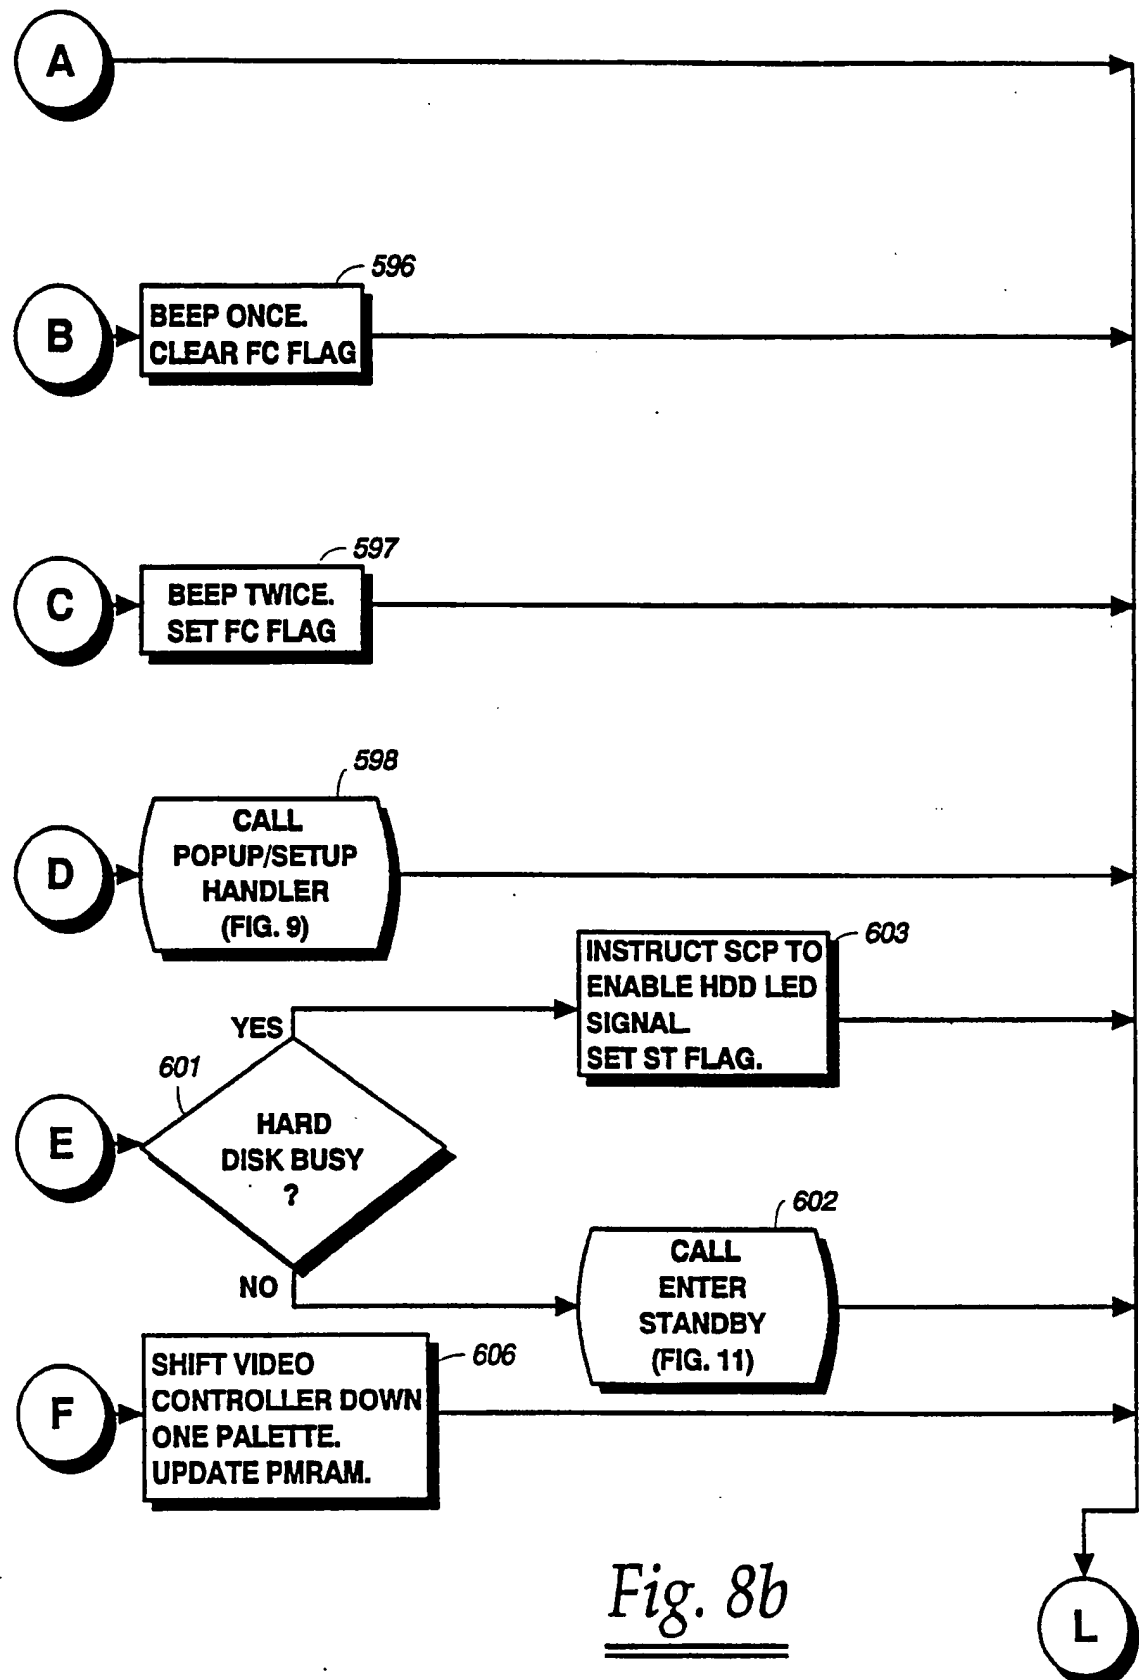 A
596
B
BEEP ONCE.
CLEAR FC FLAG
597
C
BEEP TWICE.
SET FC FLAG
598
D
CALL
POPUP/SETUP
HANDLER
(FIG. 9)
603
INSTRUCT SCP TO
ENABLE HDD LED
SIGNAL.
SET ST FLAG.
YES
601
E
HARD
DISK BUSY
?
NO
602
CALL
ENTER
STANDBY
(FIG. 11)
606
F
SHIFT VIDEO
CONTROLLER DOWN
ONE PALETTE.
UPDATE PMRAM.
L
Fig. 8b